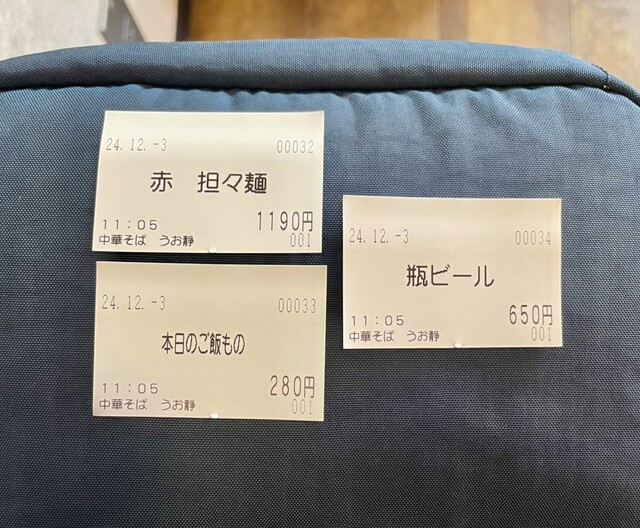 24.12.-3 00032
赤 担々麺
11:05 1190円
中華そば うお静 001
24.12.-3 00033
本日のご飯もの
11:05 280円
中華そば うお静 001
24.12.-3 00034
瓶ビール
11:05 650円
中華そば うお静 001